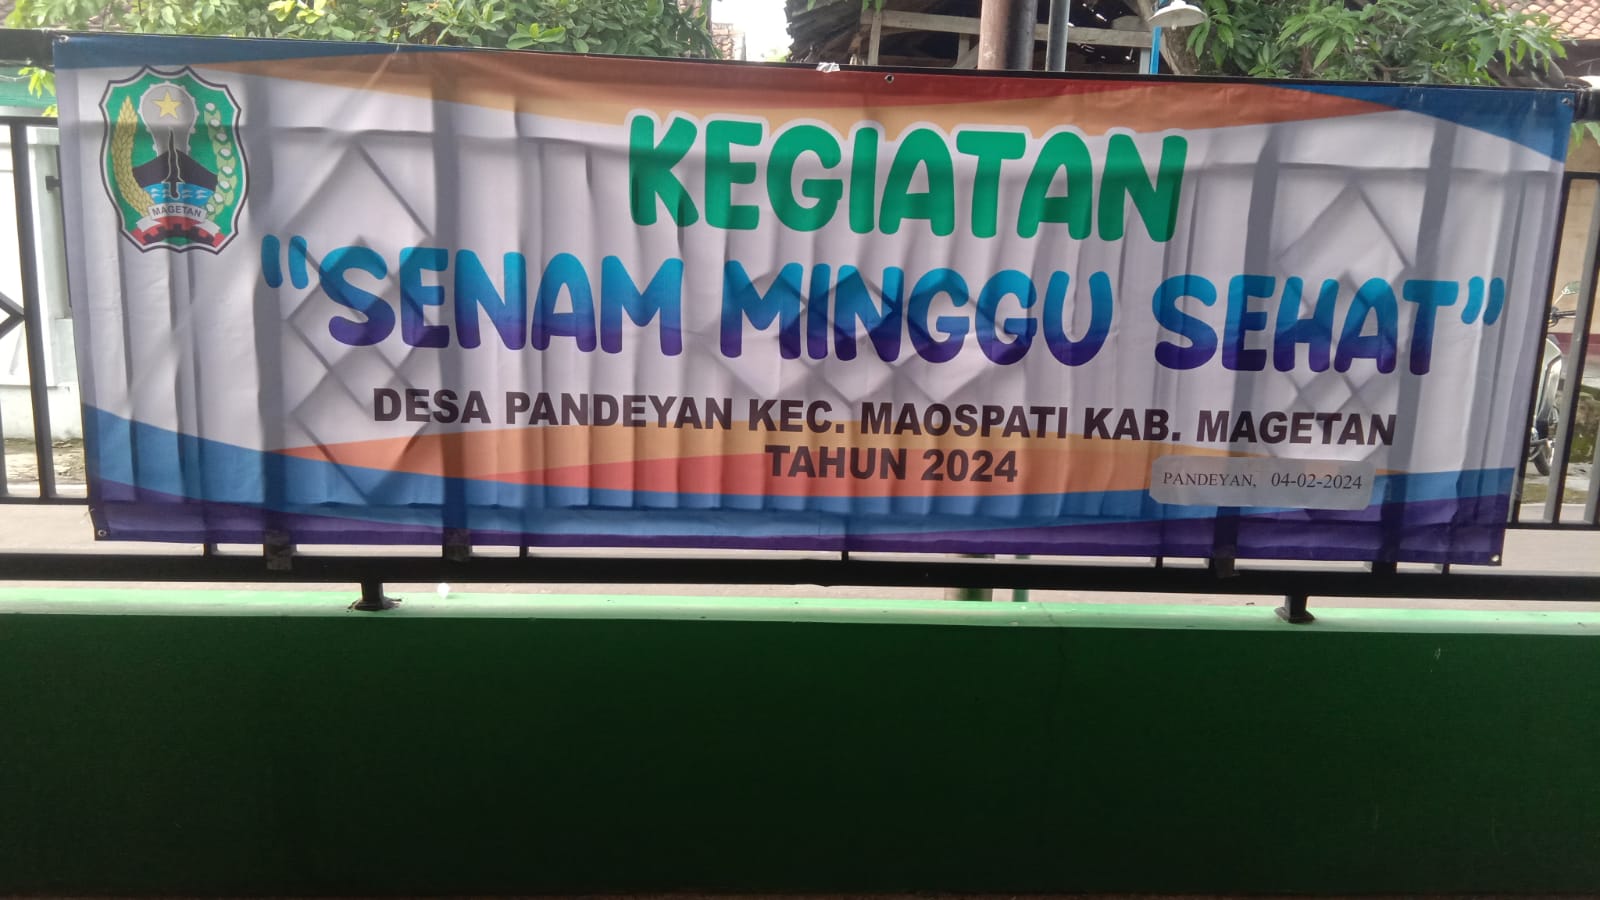 MAGETAN
KEGIATAN
"SENAM MINGGU SEHAT"
DESA PANDEYAN KEC. MAOSPATI KAB. MAGETAN
TAHUN 2024
PANDEYAN, 04-02-2024